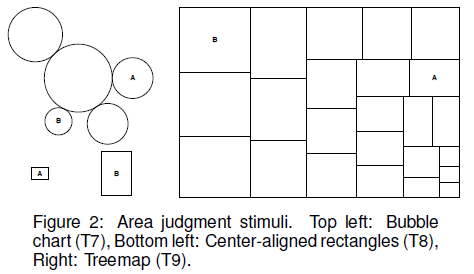 B
A
A
B
A
B
Figure 2: Area judgment stimuli. Top left: Bubble
chart (T7), Bottom left: Center-aligned rectangles (T8),
Right: Treemap (T9).